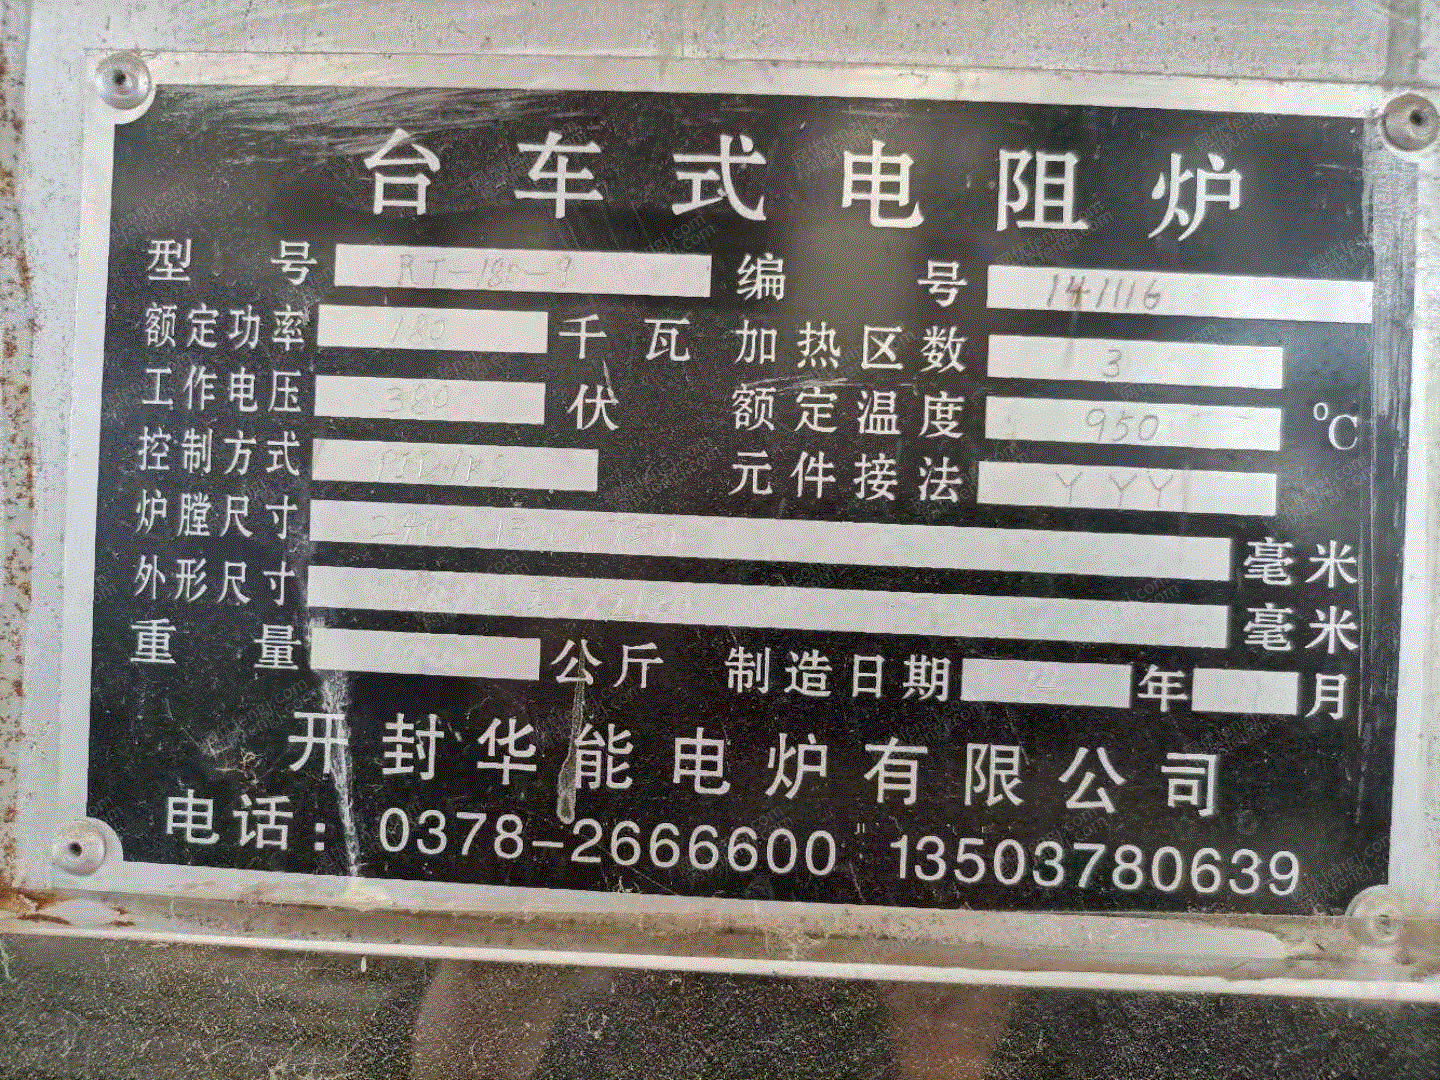 台车式电阻炉
型号 RT-180-9 编号 141116
额定功率 180 千瓦 加热区数 3
工作电压 380 伏 额定温度 950 ℃
控制方式 元件接法 Y YY
炉膛尺寸 毫米
外形尺寸 毫米
重量 公斤 制造日期 年 月
开封华能电炉有限公司
电话：0378-2666600 13503780639